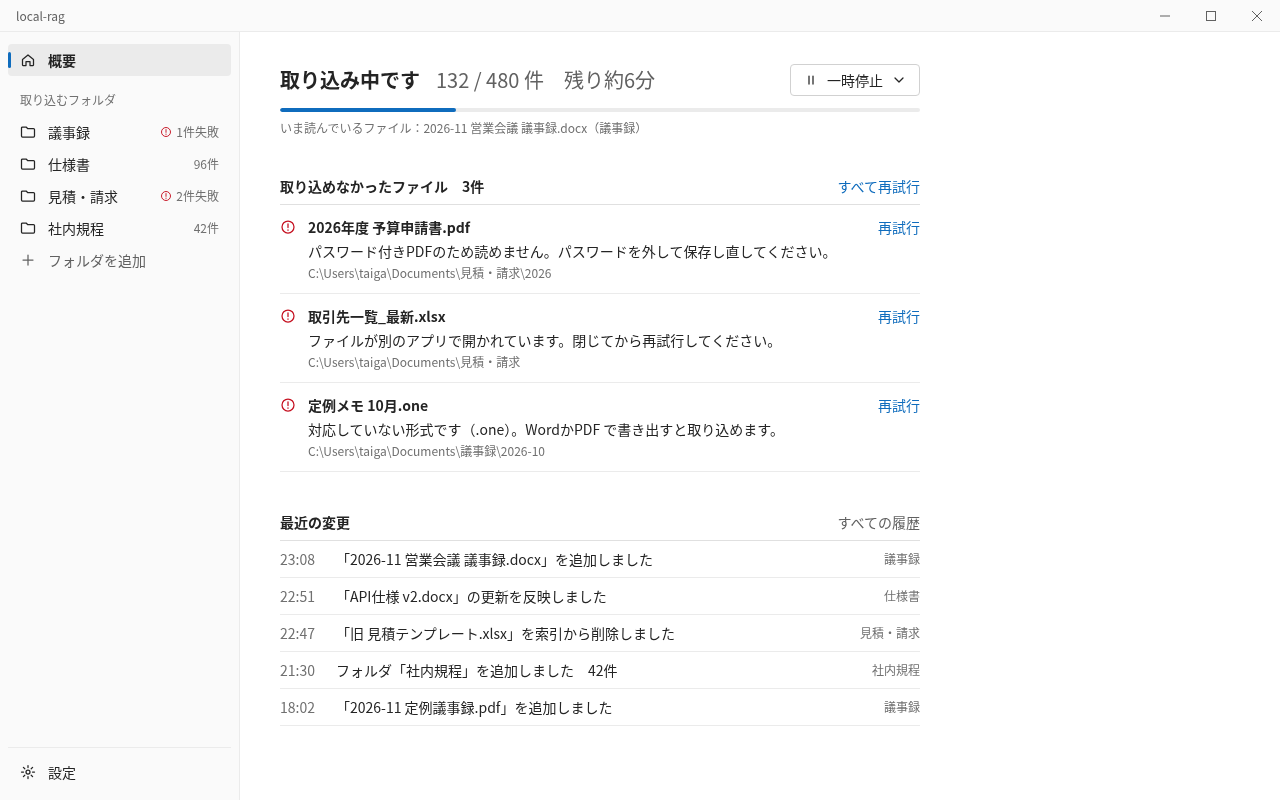 local-rag
概要
取り込むフォルダ
議事録 1件失敗
仕様書 96件
見積・請求 2件失敗
社内規程 42件
フォルダを追加
設定
取り込み中です 132 / 480 件 残り約6分
一時停止
いま読んでいるファイル：2026-11 営業会議 議事録.docx（議事録）
取り込めなかったファイル 3件 すべて再試行
2026年度 予算申請書.pdf 再試行
パスワード付きPDFのため読めません。パスワードを外して保存し直してください。
C:\Users\taiga\Documents\見積・請求\2026
取引先一覧_最新.xlsx 再試行
ファイルが別のアプリで開かれています。閉じてから再試行してください。
C:\Users\taiga\Documents\見積・請求
定例メモ 10月.one 再試行
対応していない形式です（.one）。WordかPDF で書き出すと取り込めます。
C:\Users\taiga\Documents\議事録\2026-10
最近の変更 すべての履歴
23:08 「2026-11 営業会議 議事録.docx」を追加しました 議事録
22:51 「API仕様 v2.docx」の更新を反映しました 仕様書
22:47 「旧 見積テンプレート.xlsx」を索引から削除しました 見積・請求
21:30 フォルダ「社内規程」を追加しました 42件 社内規程
18:02 「2026-11 定例議事録.pdf」を追加しました 議事録